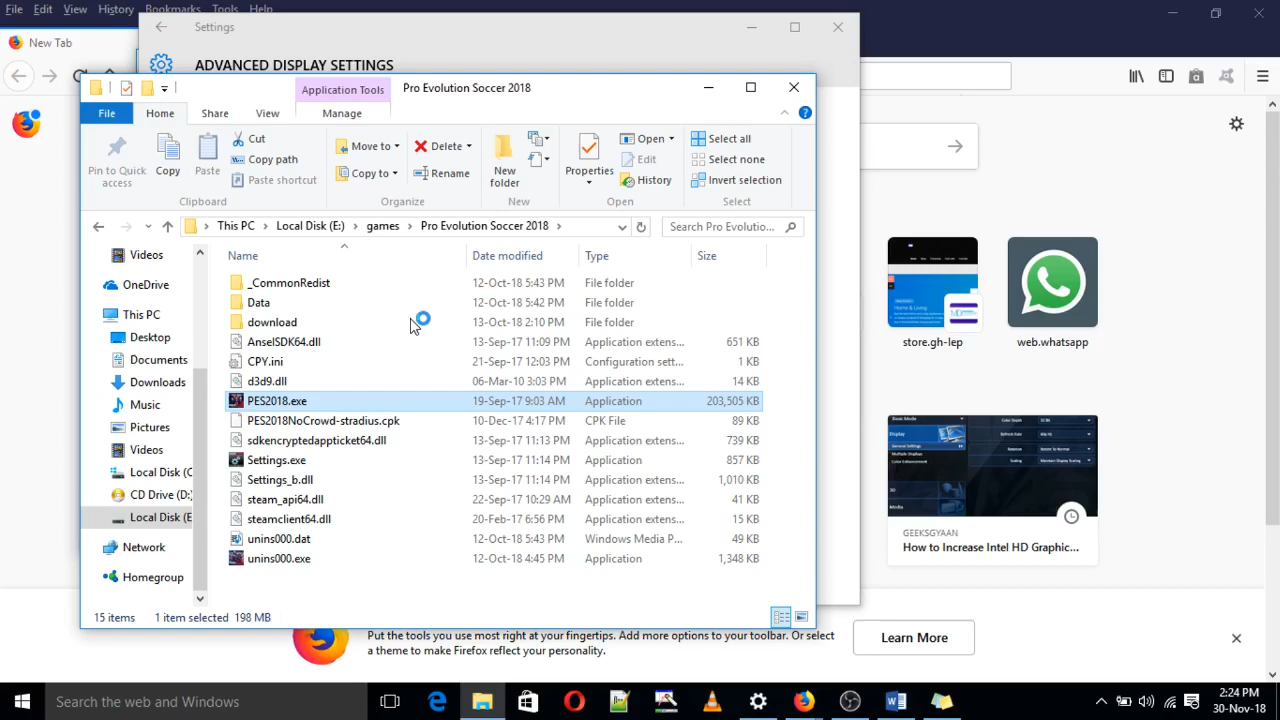 File Edit View History Bookmarks Tools Help
Settings
New Tab
ADVANCED DISPLAY SETTINGS
Application Tools Pro Evolution Soccer 2018
File Home Share View Manage
Pin to Quick access
Copy
Paste
Cut
Copy path
Paste shortcut
Clipboard
Move to
Copy to
Delete
Rename
Organize
New folder
New
Properties
Open
Edit
History
Open
Select all
Select none
Invert selection
Select
This PC Local Disk (E:) games Pro Evolution Soccer 2018
Search Pro Evolutio...
Videos
OneDrive
This PC
Desktop
Documents
Downloads
Music
Pictures
Videos
Local Disk (C
CD Drive (D:)
Local Disk (E
Network
Homegroup
Name Date modified Type Size
_CommonRedist 12-Oct-18 5:43 PM File folder
Data 12-Oct-18 5:42 PM File folder
download 13-Oct-18 2:10 PM File folder
AnselSDK64.dll 13-Sep-17 11:09 PM Application extens... 651 KB
CPY.ini 21-Sep-17 12:03 PM Configuration sett... 1 KB
d3d9.dll 06-Mar-10 3:03 PM Application extens... 14 KB
PES2018.exe 19-Sep-17 9:03 AM Application 203,505 KB
PES2018NoCrowd-stradius.cpk 10-Dec-17 4:17 PM CPK File 89 KB
sdkencryptedappticket64.dll 13-Sep-17 11:13 PM Application extens... 739 KB
Settings.exe 13-Sep-17 11:14 PM Application 857 KB
Settings_b.dll 13-Sep-17 11:14 PM Application extens... 1,010 KB
steam_api64.dll 22-Sep-17 10:29 AM Application extens... 41 KB
steamclient64.dll 20-Feb-17 6:56 PM Application extens... 15 KB
unins000.dat 12-Oct-18 5:43 PM Windows Media P... 49 KB
unins000.exe 12-Oct-18 4:45 PM Application 1,348 KB
15 items 1 item selected 198 MB
store.gh-lep
web.whatsapp
GEEKSGYAAN
How to Increase Intel HD Graphic...
Put the tools you use most right at your fingertips. Add more options to your toolbar. Or select
a theme to make Firefox reflect your personality.
Learn More
Search the web and Windows
2:24 PM
30-Nov-18